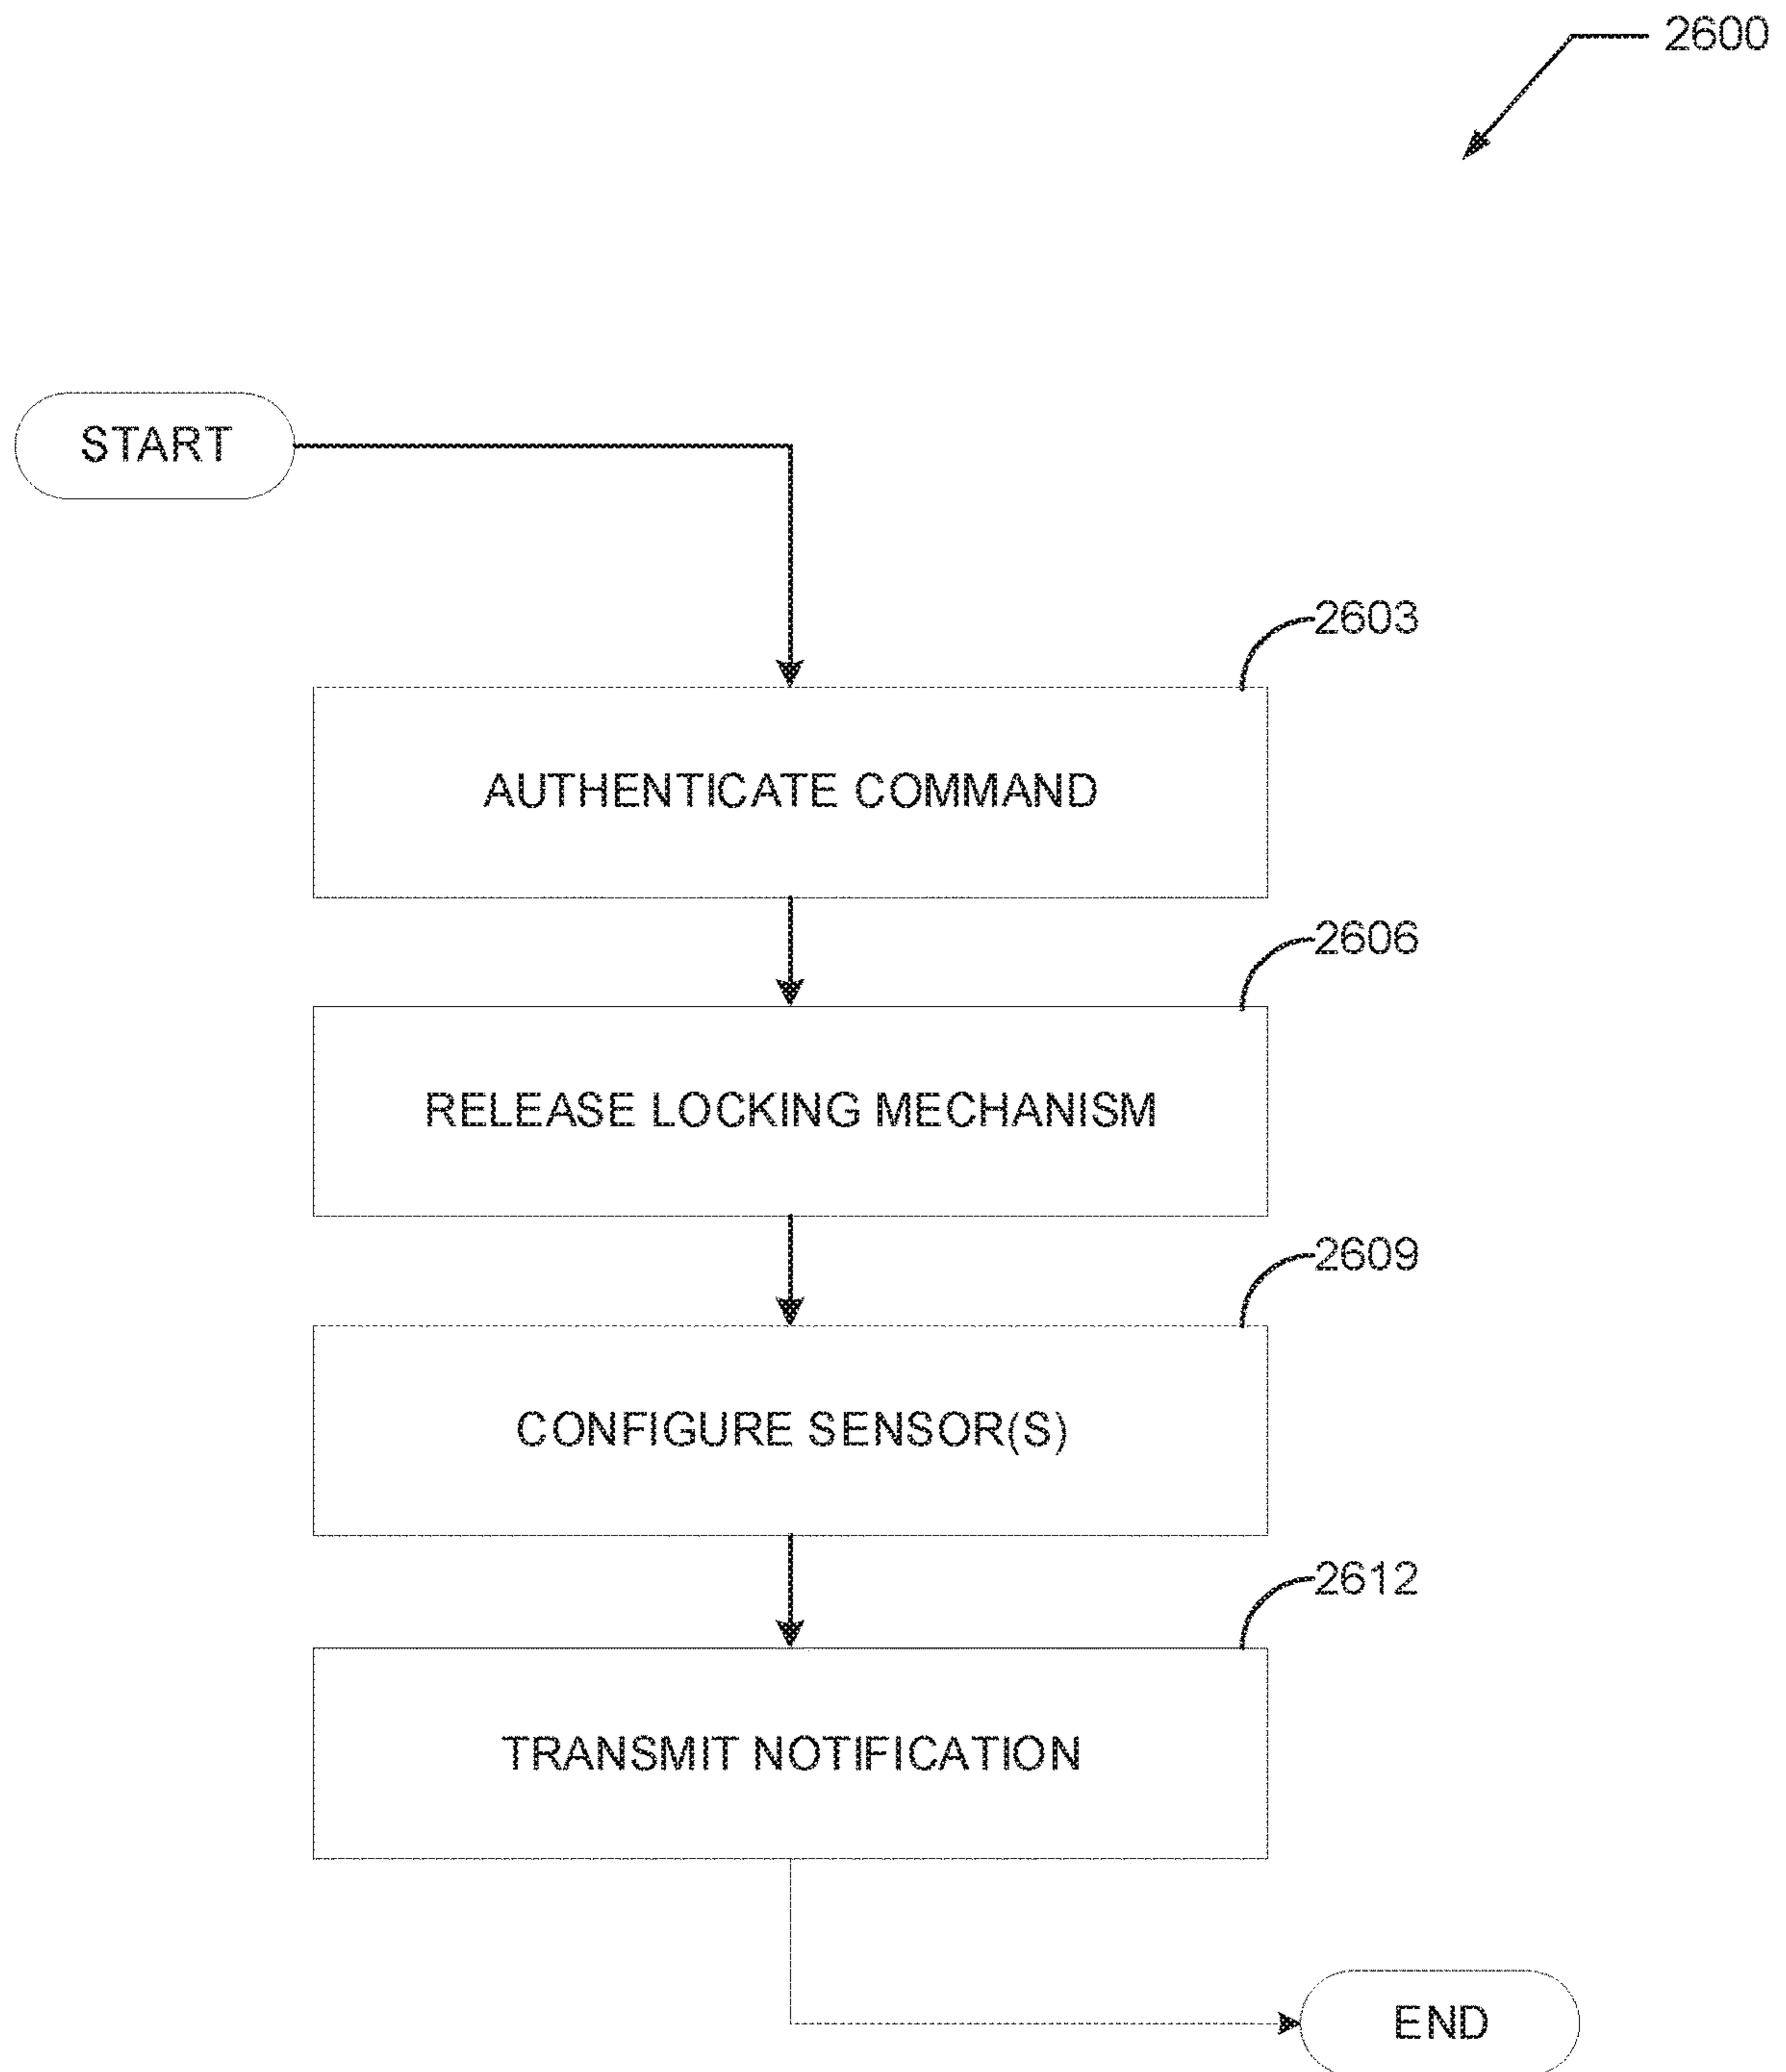 2600
START
2603
AUTHENTICATE COMMAND
2606
RELEASE LOCKING MECHANISM
2609
CONFIGURE SENSOR(S)
2612
TRANSMIT NOTIFICATION
END